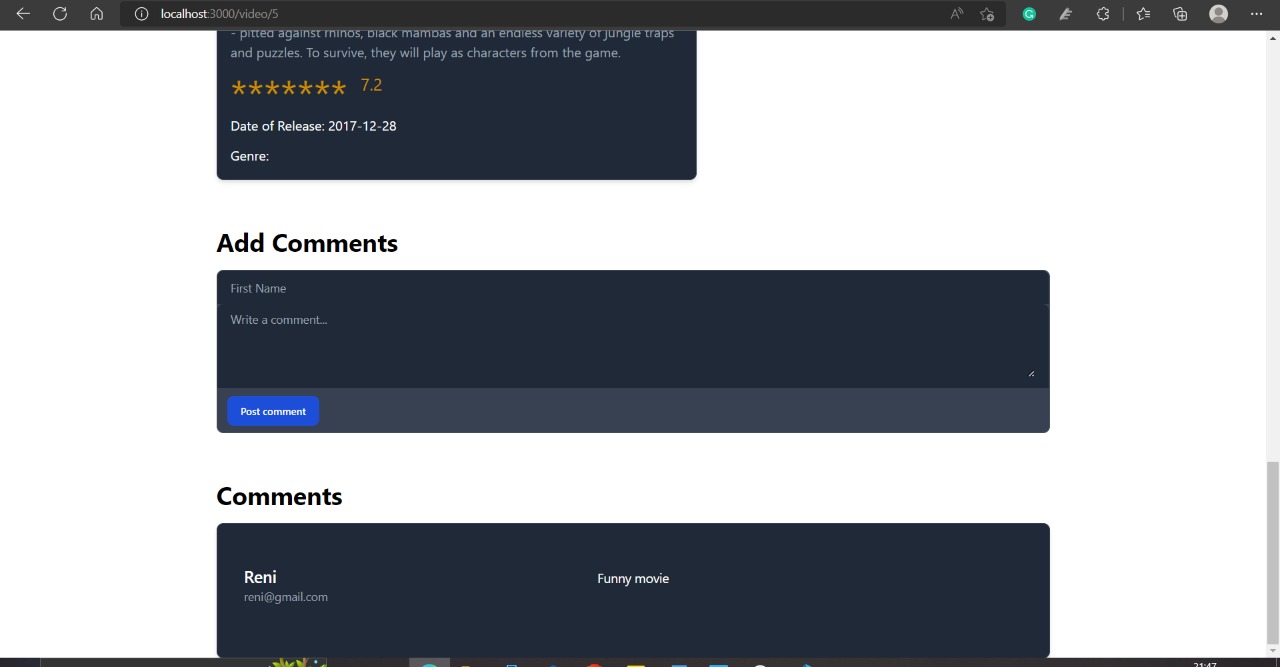 localhost:3000/video/5
- pitted against rhinos, black mambas and an endless variety of jungle traps
and puzzles. To survive, they will play as characters from the game.
******* 7.2
Date of Release: 2017-12-28
Genre:
Add Comments
First Name
Write a comment...
Post comment
Comments
Reni
Funny movie
reni@gmail.com
21:47